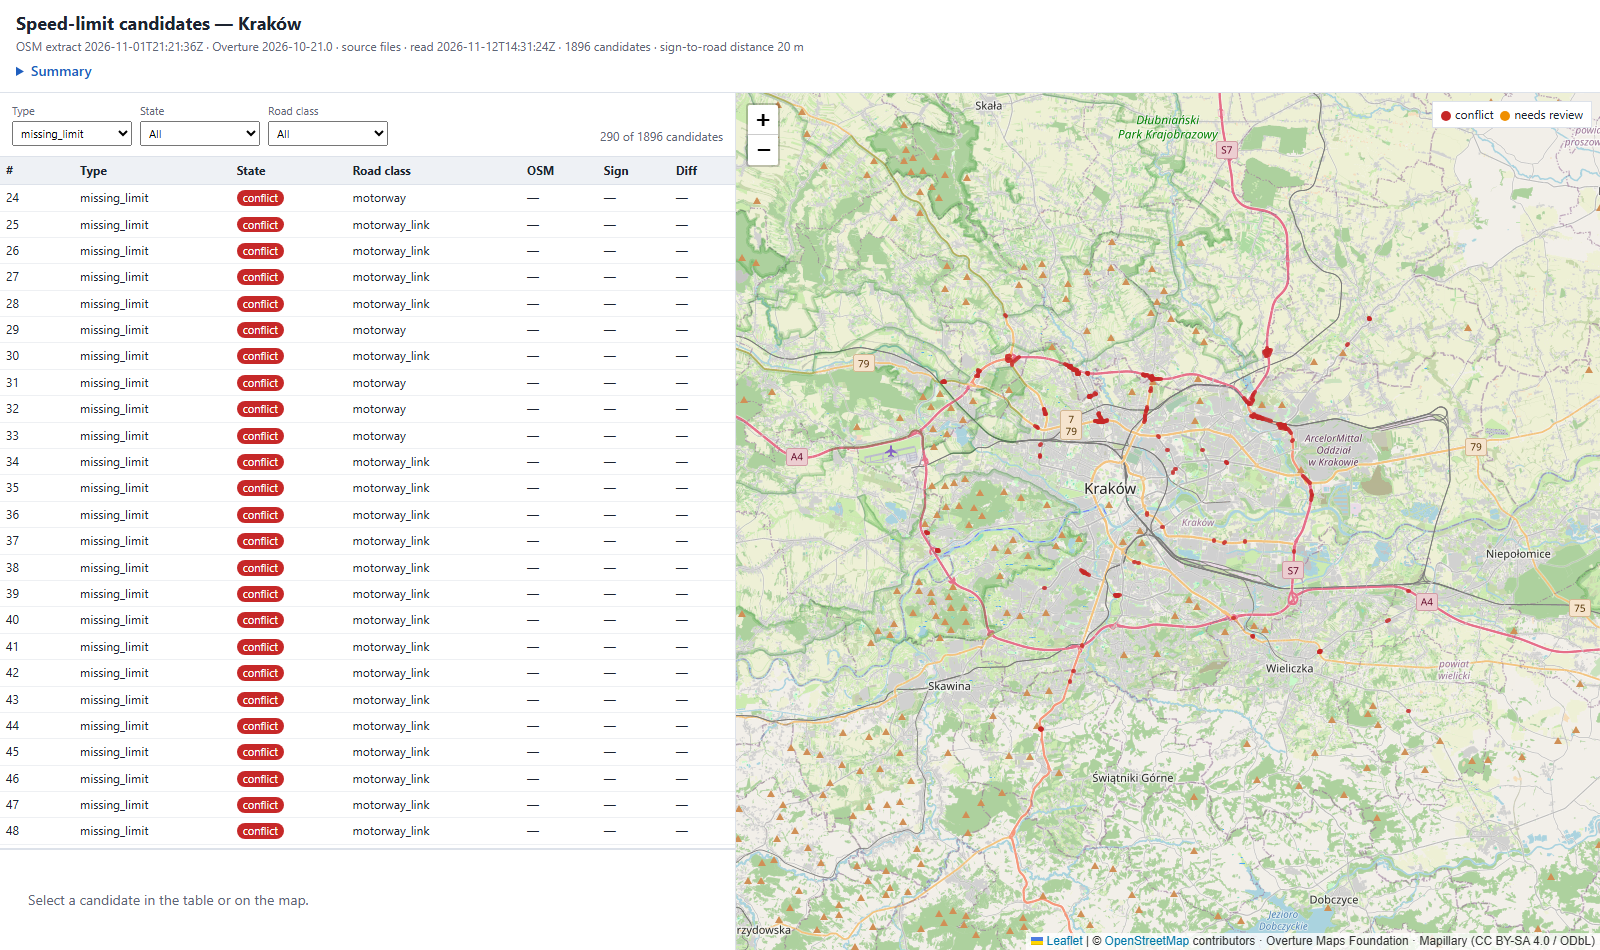 Speed-limit candidates — Kraków
OSM extract 2026-11-01T21:21:36Z · Overture 2026-10-21.0 · source files · read 2026-11-12T14:31:24Z · 1896 candidates · sign-to-road distance 20 m
Summary
Type State Road class
missing_limit All All 290 of 1896 candidates
# Type State Road class OSM Sign Diff
24 missing_limit conflict motorway — — —
25 missing_limit conflict motorway_link — — —
26 missing_limit conflict motorway_link — — —
27 missing_limit conflict motorway_link — — —
28 missing_limit conflict motorway_link — — —
29 missing_limit conflict motorway — — —
30 missing_limit conflict motorway_link — — —
31 missing_limit conflict motorway — — —
32 missing_limit conflict motorway — — —
33 missing_limit conflict motorway — — —
34 missing_limit conflict motorway_link — — —
35 missing_limit conflict motorway_link — — —
36 missing_limit conflict motorway_link — — —
37 missing_limit conflict motorway_link — — —
38 missing_limit conflict motorway_link — — —
39 missing_limit conflict motorway_link — — —
40 missing_limit conflict motorway_link — — —
41 missing_limit conflict motorway_link — — —
42 missing_limit conflict motorway_link — — —
43 missing_limit conflict motorway_link — — —
44 missing_limit conflict motorway_link — — —
45 missing_limit conflict motorway_link — — —
46 missing_limit conflict motorway_link — — —
47 missing_limit conflict motorway_link — — —
48 missing_limit conflict motorway_link — — —
Select a candidate in the table or on the map.
+
−
conflict needs review
Skała
Dłubniański
Park Krajobrazowy
S7
powia
proszow
79
7
79
A4
ArcelorMittal
Oddział
w Krakowie
79
Kraków
Kraków
Niepołomice
S7
A4
75
Wieliczka
powiat
wielicki
Skawina
Świątniki Górne
Dobczyce
Jezioro
Dobczyckie
rzydowska
Leaflet | © OpenStreetMap contributors · Overture Maps Foundation · Mapillary (CC BY-SA 4.0 / ODbL)